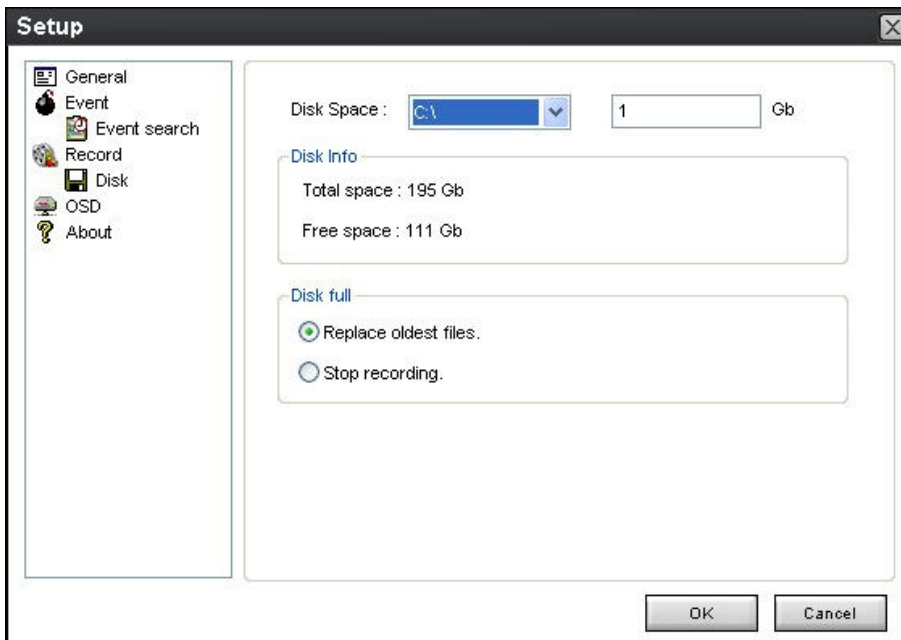 Setup
General
Event
Event search
Record
Disk
OSD
About
Disk Space : C:\ 1 Gb
Disk Info
Total space : 195 Gb
Free space : 111 Gb
Disk full
Replace oldest files.
Stop recording.
OK Cancel